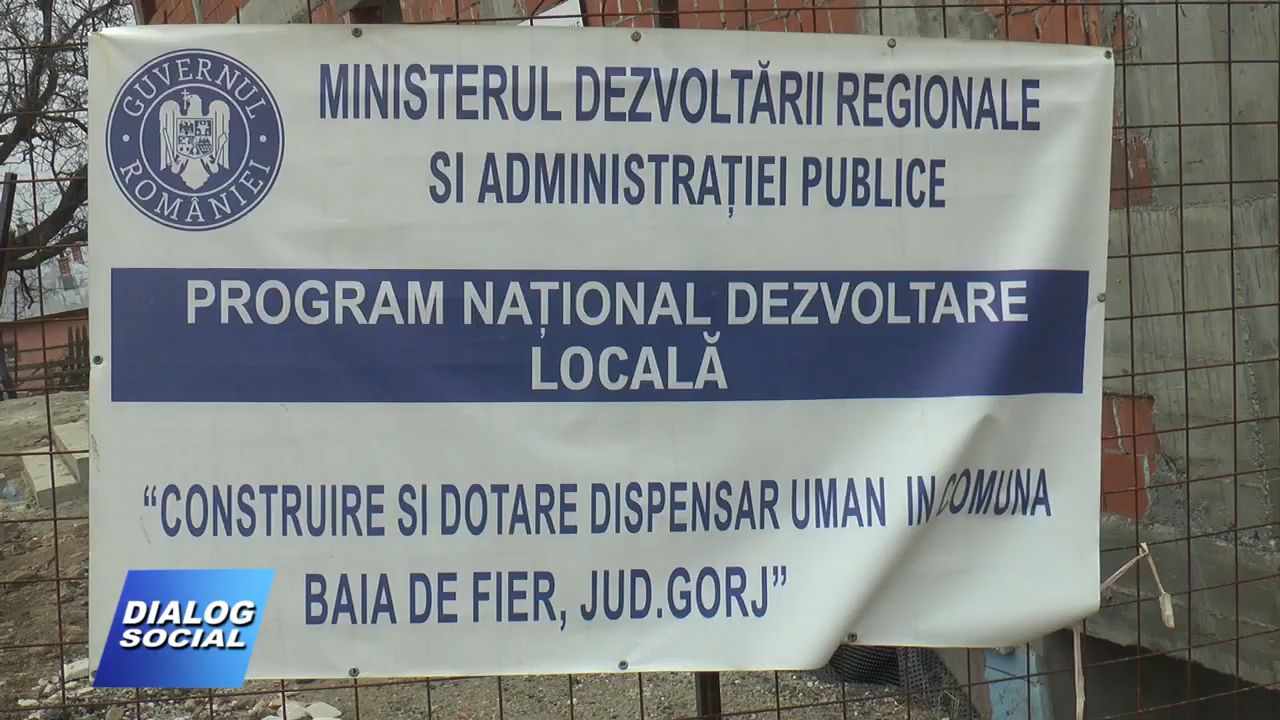 GUVERNUL
ROMÂNIEI
MINISTERUL DEZVOLTĂRII REGIONALE
SI ADMINISTRAȚIEI PUBLICE
PROGRAM NAȚIONAL DEZVOLTARE
LOCALĂ
“CONSTRUIRE SI DOTARE DISPENSAR UMAN IN COMUNA
BAIA DE FIER, JUD.GORJ”
DIALOG
SOCIAL